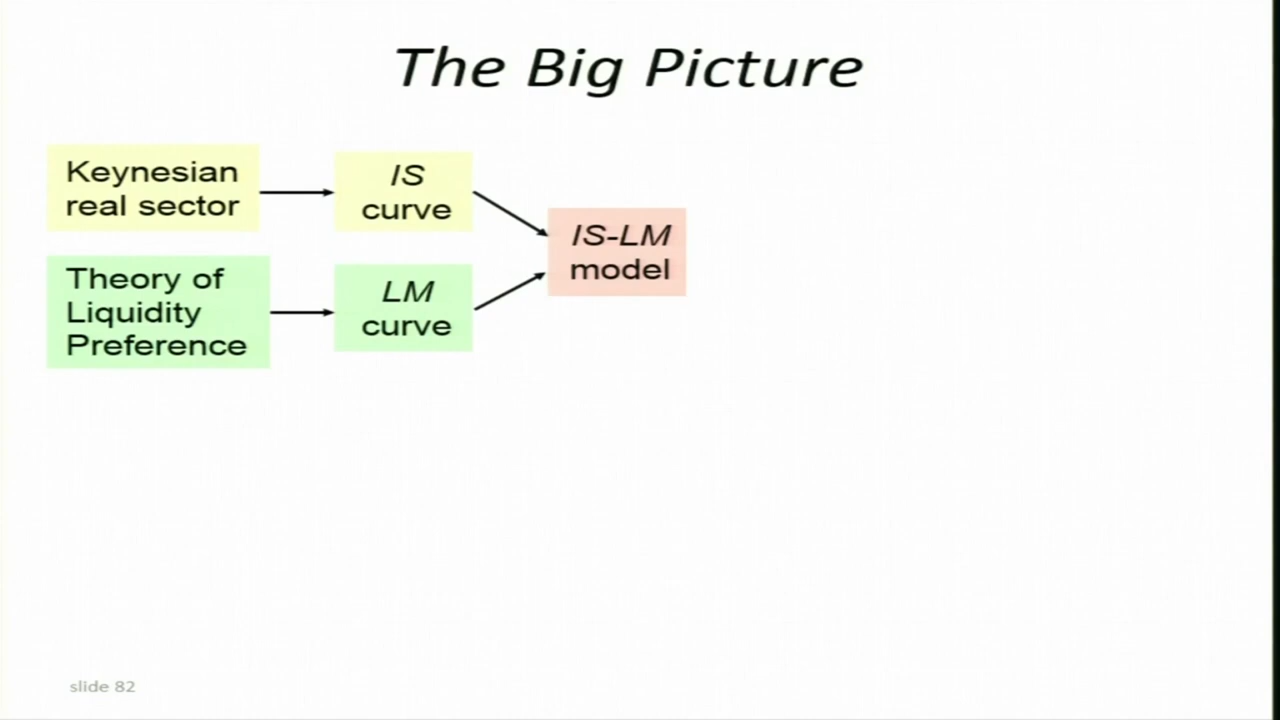 The Big Picture
Keynesian
real sector
IS
curve
IS-LM
model
Theory of
Liquidity
Preference
LM
curve
slide 82